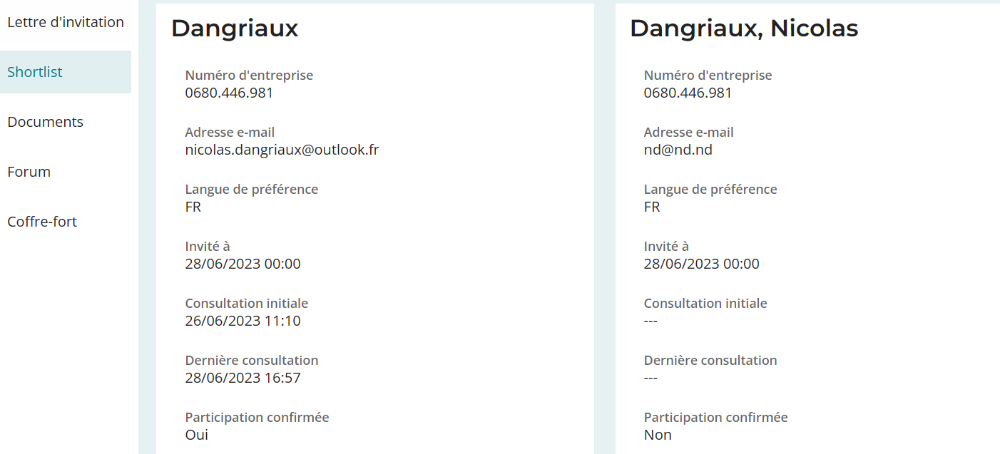 Lettre d'invitation
Shortlist
Documents
Forum
Coffre-fort
Dangriaux
Numéro d'entreprise
0680.446.981
Adresse e-mail
nicolas.dangriaux@outlook.fr
Langue de préférence
FR
Invité à
28/06/2023 00:00
Consultation initiale
26/06/2023 11:10
Dernière consultation
28/06/2023 16:57
Participation confirmée
Oui
Dangriaux, Nicolas
Numéro d'entreprise
0680.446.981
Adresse e-mail
nd@nd.nd
Langue de préférence
FR
Invité à
28/06/2023 00:00
Consultation initiale
---
Dernière consultation
---
Participation confirmée
Non